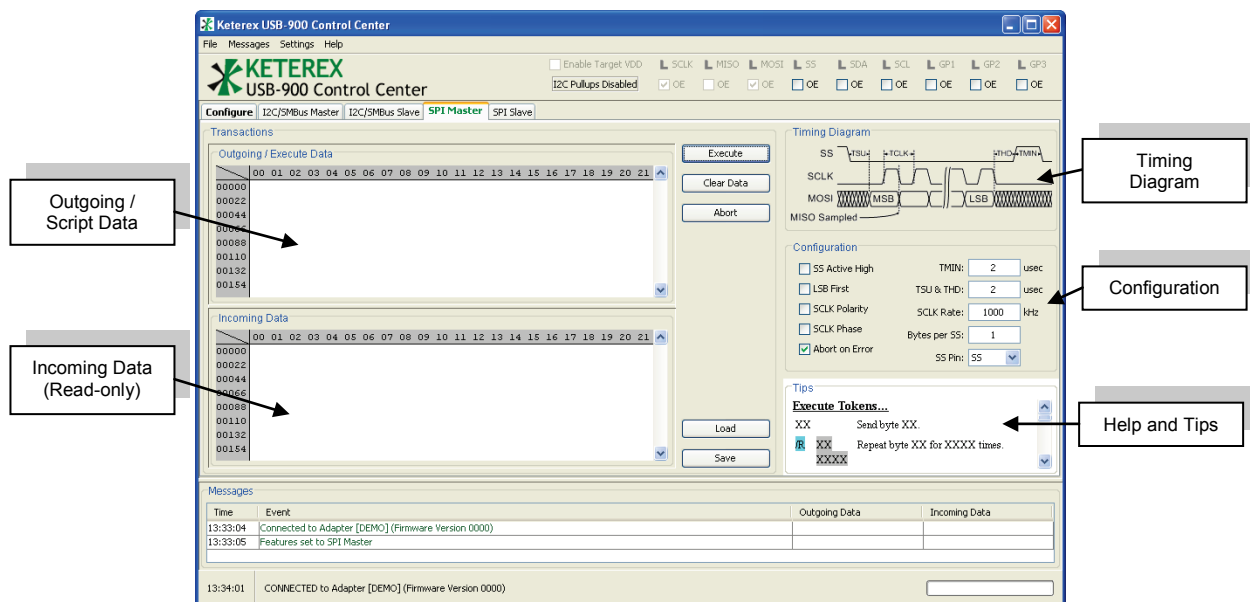 Keterex USB-900 Control Center
File Messages Settings Help
KETEREX
USB-900 Control Center
Enable Target VDD L SCLK L MISO L MOSI L SS L SDA L SCL L GP1 L GP2 L GP3
I2C Pullups Disabled OE OE OE OE OE OE OE OE OE
Configure I2C/SMBus Master I2C/SMBus Slave SPI Master SPI Slave
Transactions
Outgoing / Execute Data
00 01 02 03 04 05 06 07 08 09 10 11 12 13 14 15 16 17 18 19 20 21
00000
00022
00044
00066
00088
00110
00132
00154
Execute
Clear Data
Abort
Incoming Data
00 01 02 03 04 05 06 07 08 09 10 11 12 13 14 15 16 17 18 19 20 21
00000
00022
00044
00066
00088
00110
00132
00154
Load
Save
Timing Diagram
SS TSU TCLK THD TMIN
SCLK
MOSI MSB LSB
MISO Sampled
Configuration
SS Active High TMIN: 2 usec
LSB First TSU & THD: 2 usec
SCLK Polarity SCLK Rate: 1000 kHz
SCLK Phase Bytes per SS: 1
Abort on Error SS Pin: SS
Tips
Execute Tokens...
XX Send byte XX.
/R XX Repeat byte XX for XXXX times.
XXXX
Messages
Time Event Outgoing Data Incoming Data
13:33:04 Connected to Adapter [DEMO] (Firmware Version 0000)
13:33:05 Features set to SPI Master
13:34:01 CONNECTED to Adapter [DEMO] (Firmware Version 0000)
Outgoing /
Script Data
Incoming Data
(Read-only)
Timing
Diagram
Configuration
Help and Tips